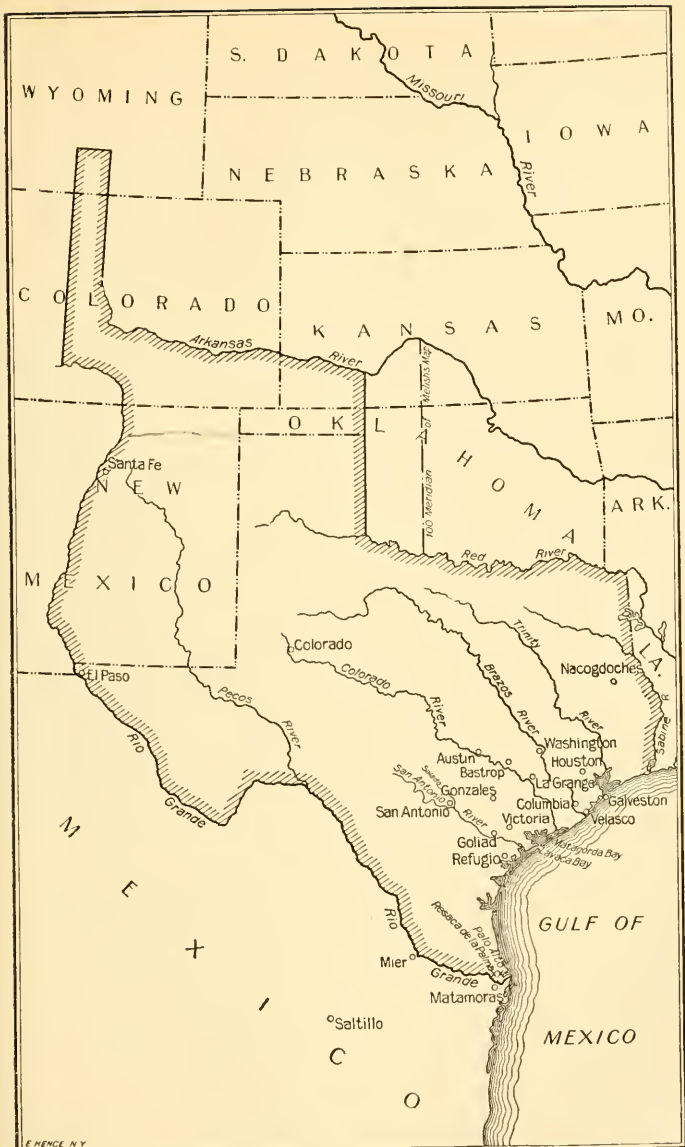 S. DAKOTA
WYOMING
Missouri
River
IOWA
NEBRASKA
COLORADO
Arkansas
River
KANSAS
MO.
100 Meridian of Mellishs Map
OKLAHOMA
ARK.
Santa Fe
NEW
MEXICO
Red River
LA.
Colorado
Nacogdoches
El Paso
Pecos
River
Colorado
River
Brazos
River
Trinity
River
Sabine R.
Washington
Houston
Austin
Bastrop
La Grange
San Antonio
Gonzales
Columbia
Galveston
San Antonio
River
Victoria
Velasco
Goliad
Refugio
Matagorda Bay
Lavaca Bay
Rio
Grande
Rio
Grande
Resaca de la Palma
Palo Alto
Mier
Matamoras
Saltillo
MEXICO
GULF OF
MEXICO
E HENCE N.Y.